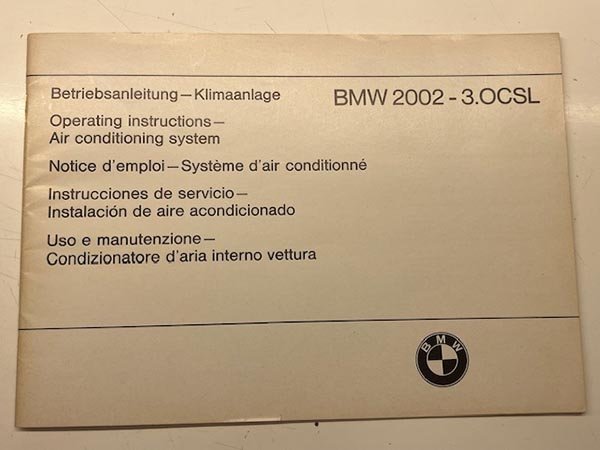 Betriebsanleitung—Klimaanlage
BMW 2002 - 3.OCSL
Operating instructions—
Air conditioning system
Notice d'emploi—Système d'air conditionné
Instrucciones de servicio—
Instalación de aire acondicionado
Uso e manutenzione—
Condizionatore d'aria interno vettura
BMW